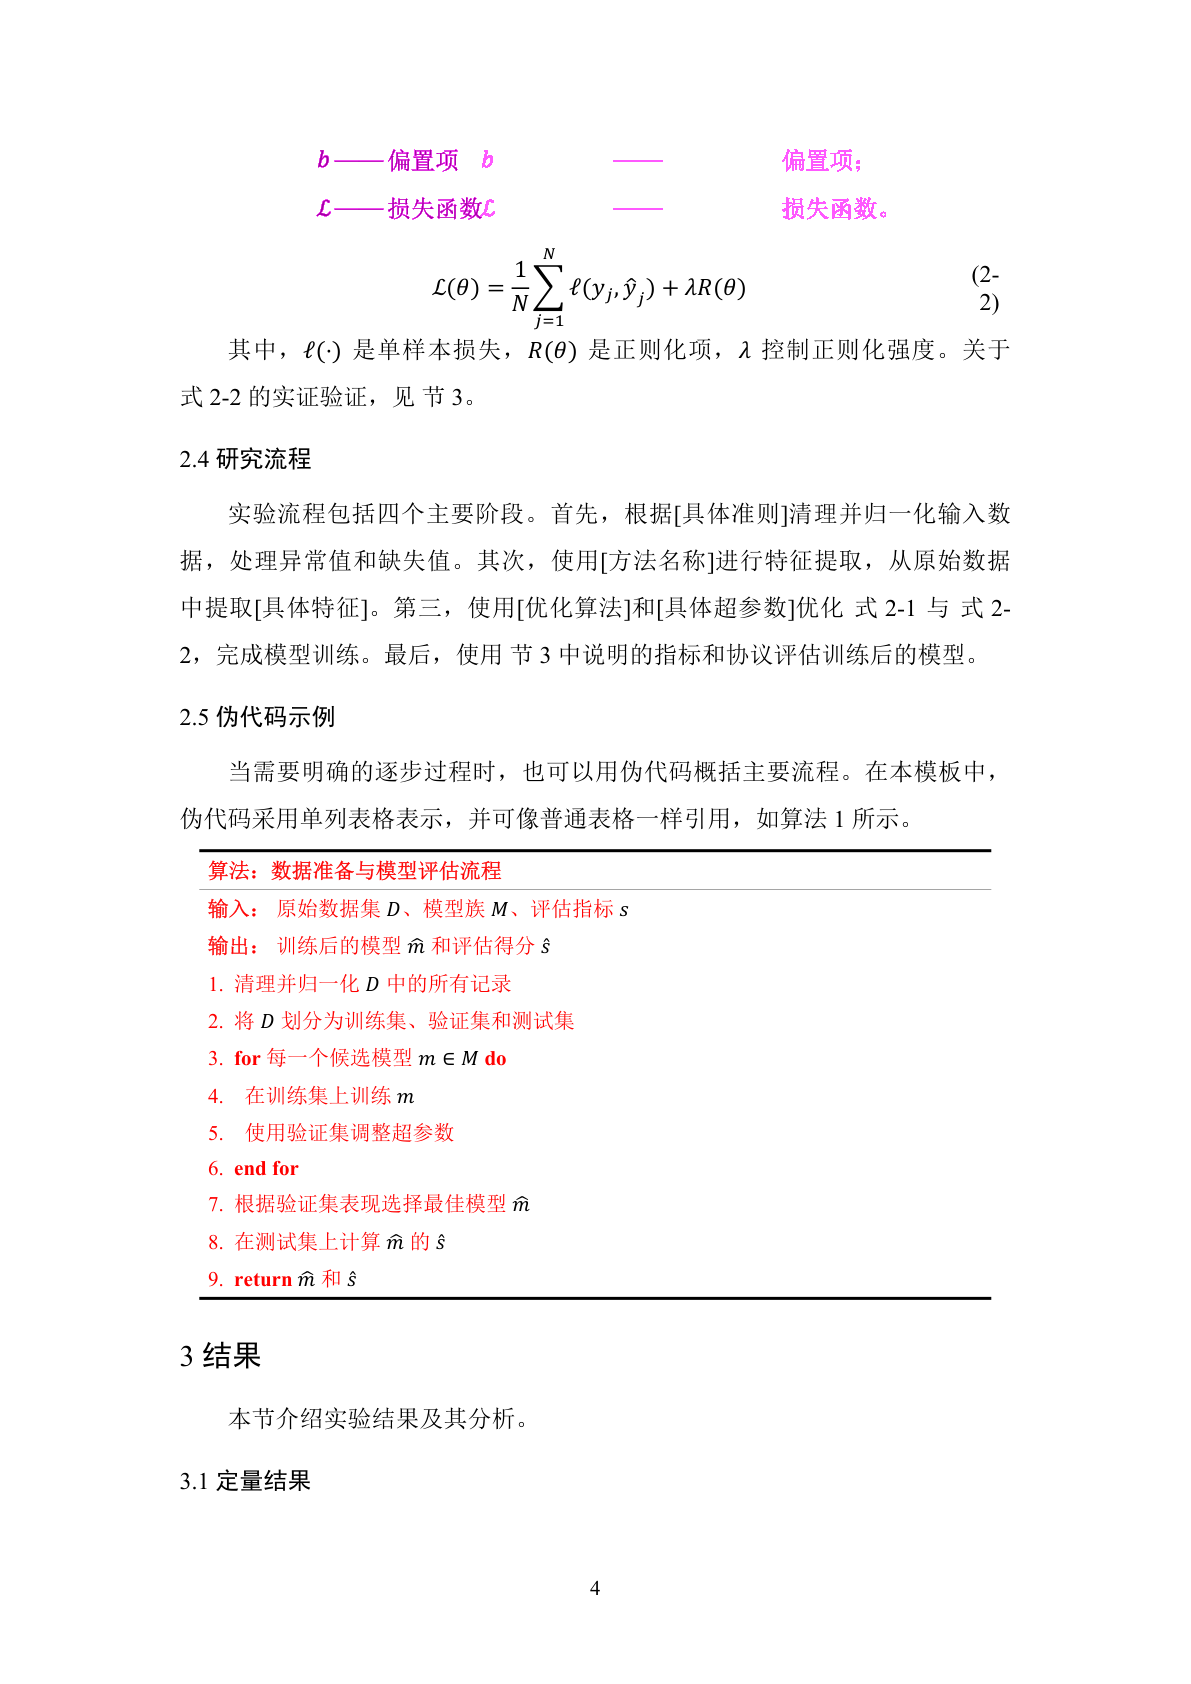 b —— 偏置项 b —— 偏置项；
ℒ —— 损失函数ℒ —— 损失函数。
ℒ(θ) = 1/N ∑_{j=1}^{N} ℓ(y_j, ŷ_j) + λR(θ) (2-
2)
其中，ℓ(·) 是单样本损失，R(θ) 是正则化项，λ 控制正则化强度。关于
式 2-2 的实证验证，见 节 3。
2.4 研究流程
实验流程包括四个主要阶段。首先，根据[具体准则]清理并归一化输入数
据，处理异常值和缺失值。其次，使用[方法名称]进行特征提取，从原始数据
中提取[具体特征]。第三，使用[优化算法]和[具体超参数]优化 式 2-1 与 式 2-
2，完成模型训练。最后，使用 节 3 中说明的指标和协议评估训练后的模型。
2.5 伪代码示例
当需要明确的逐步过程时，也可以用伪代码概括主要流程。在本模板中，
伪代码采用单列表格表示，并可像普通表格一样引用，如算法 1 所示。
算法：数据准备与模型评估流程
输入： 原始数据集 D、模型族 M、评估指标 s
输出： 训练后的模型 m̂ 和评估得分 ŝ
1. 清理并归一化 D 中的所有记录
2. 将 D 划分为训练集、验证集和测试集
3. for 每一个候选模型 m ∈ M do
4. 在训练集上训练 m
5. 使用验证集调整超参数
6. end for
7. 根据验证集表现选择最佳模型 m̂
8. 在测试集上计算 m̂ 的 ŝ
9. return m̂ 和 ŝ
3 结果
本节介绍实验结果及其分析。
3.1 定量结果
4